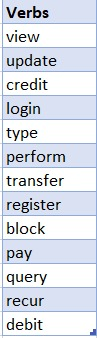 Verbs
view
update
credit
login
type
perform
transfer
register
block
pay
query
recur
debit